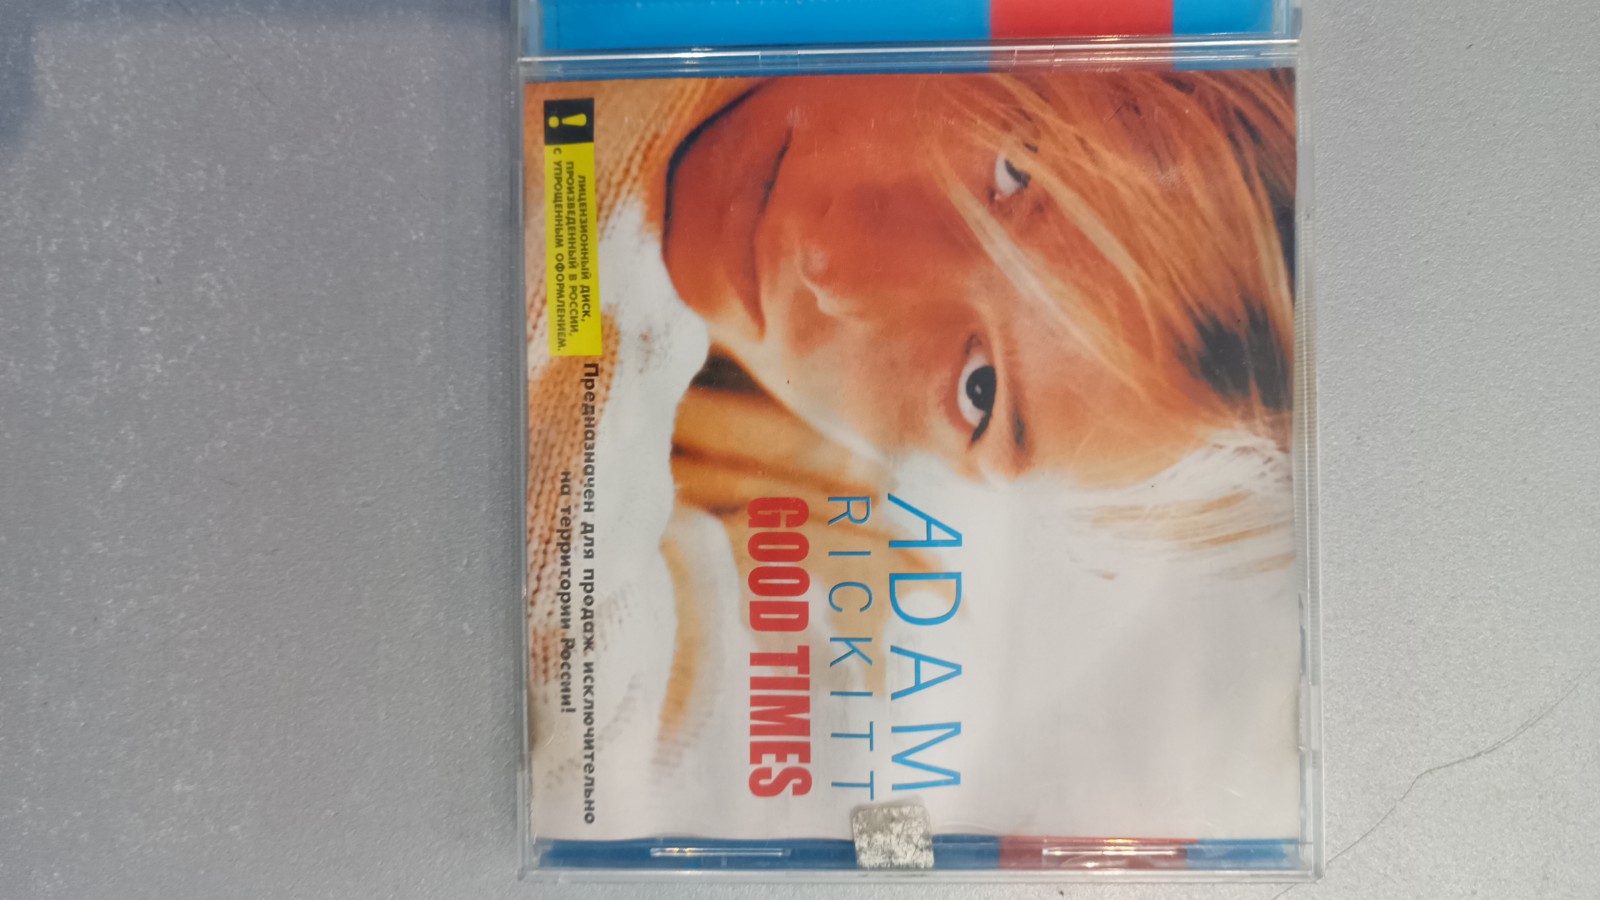 ADAM
RICKITT
GOOD TIMES
Предназначен для продаж исключительно
на территории России!
!
ЛИЦЕНЗИОННЫЙ ДИСК,
ПРОИЗВЕДЕННЫЙ В РОССИИ,
С УПРОЩЕННЫМ ОФОРМЛЕНИЕМ.